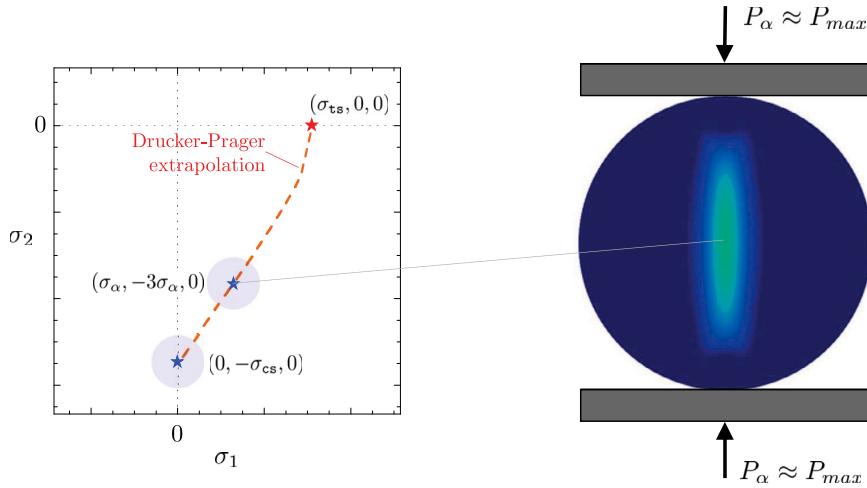 P_α ≈ P_max
(σ_ts, 0, 0)
0
Drucker-Prager
extrapolation
σ_2
(σ_α, −3σ_α, 0)
(0, −σ_cs, 0)
0
σ_1
P_α ≈ P_max